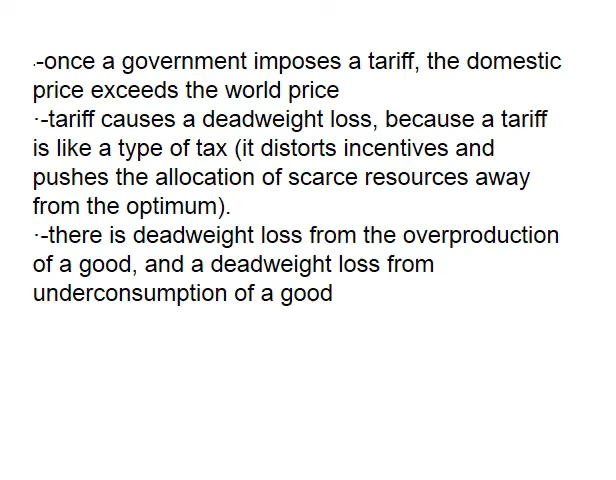 .-once a government imposes a tariff, the domestic
price exceeds the world price
·-tariff causes a deadweight loss, because a tariff
is like a type of tax (it distorts incentives and
pushes the allocation of scarce resources away
from the optimum).
·-there is deadweight loss from the overproduction
of a good, and a deadweight loss from
underconsumption of a good